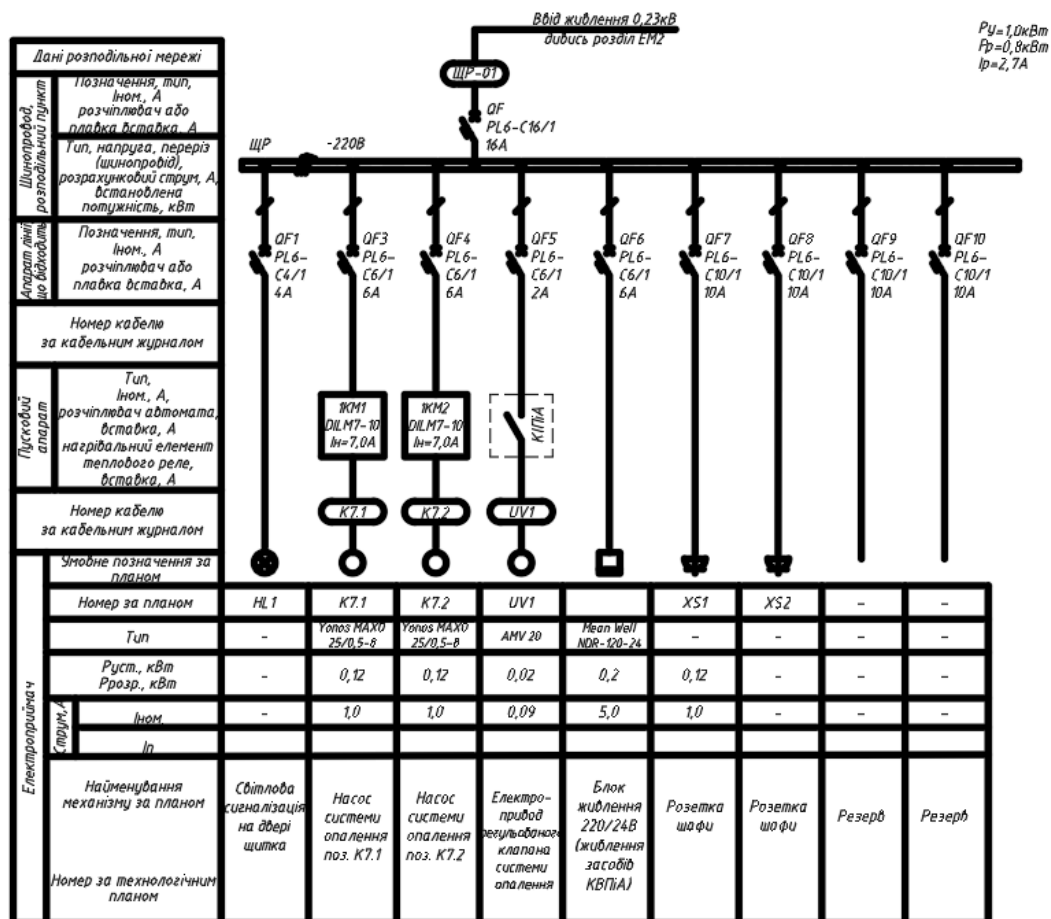 Ввід живлення 0,23кВ
дивись розділ ЕМ2
Ру=1,0кВт
Рр=0,8кВт
Ір=2,7А
ЩР-01
QF
PL6-C16/1
16А
ЩР
~220В
Дані розподільної мережі
Шинопровод,
розподільний пункт
Позначення, тип,
Іном., А
розчіплювач або
плавка вставка, А
Тип, напруга, переріз
(шинопровід),
розрахунковий струм, А,
встановлена
потужність, кВт
Апарат лінії
що відходить
Позначення, тип,
Іном., А
розчіплювач або
плавка вставка, А
QF1
PL6-
C4/1
4А
QF3
PL6-
C6/1
6А
QF4
PL6-
C6/1
6А
QF5
PL6-
C6/1
2А
QF6
PL6-
C6/1
6А
QF7
PL6-
C10/1
10А
QF8
PL6-
C10/1
10А
QF9
PL6-
C10/1
10А
QF10
PL6-
C10/1
10А
Номер кабелю
за кабельним журналом
Пусковий
апарат
Тип,
Іном., А,
розчіплювач автомата,
вставка, А
нагрівальний елемент
теплового реле,
вставка, А
1КМ1
DILM7-10
Ін=7,0А
1КМ2
DILM7-10
Ін=7,0А
КІПіА
Номер кабелю
за кабельним журналом
К7.1
К7.2
UV1
Електроприймач
Умовне позначення за
планом
Номер за планом
HL1
К7.1
К7.2
UV1
XS1
XS2
-
-
Тип
-
Yonos MAXO
25/0,5-8
Yonos MAXO
25/0,5-8
AMV 20
Mean Well
NDR-120-24
-
-
-
-
Руст., кВт
Ррозр., кВт
-
0,12
0,12
0,02
0,2
0,12
-
-
-
Струм, А
Іном.
-
1,0
1,0
0,09
5,0
1,0
-
-
-
Іп
Найменування
механізму за планом
Номер за технологічним
планом
Світлова
сигналізація
на двері
щитка
Насос
системи
опалення
поз. К7.1
Насос
системи
опалення
поз. К7.2
Електро-
привод
регульованого
клапана
системи
опалення
Блок
живлення
220/24В
(живлення
засобів
КВПіА)
Розетка
шафи
Розетка
шафи
Резерв
Резерв